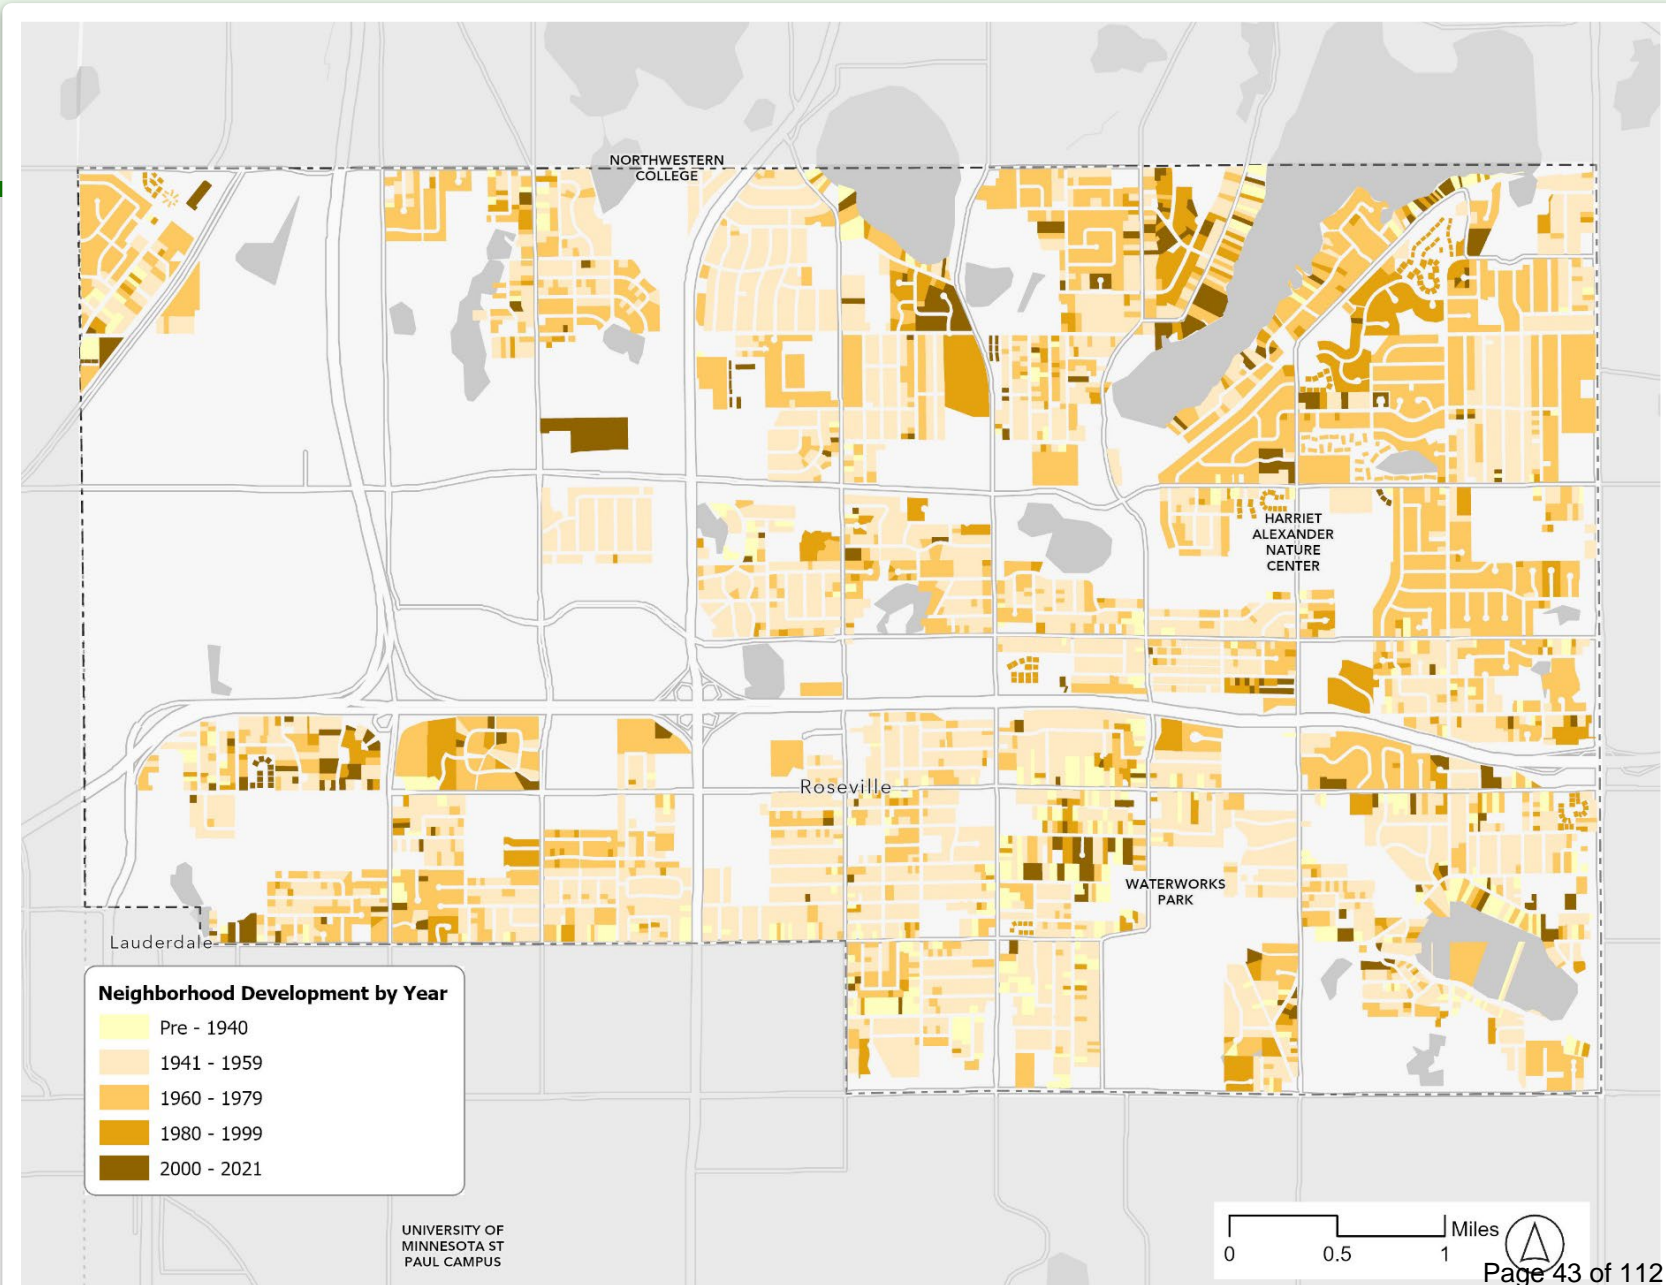 NORTHWESTERN
COLLEGE
HARRIET
ALEXANDER
NATURE
CENTER
Roseville
WATERWORKS
PARK
Lauderdale
Neighborhood Development by Year
Pre - 1940
1941 - 1959
1960 - 1979
1980 - 1999
2000 - 2021
UNIVERSITY OF
MINNESOTA ST
PAUL CAMPUS
Miles
0 0.5 1
Page 43 of 112